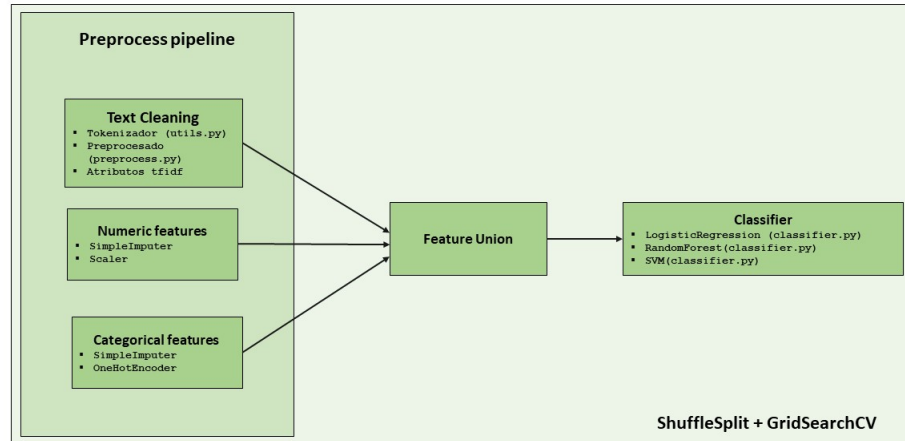 Preprocess pipeline
Text Cleaning
▪ Tokenizador (utils.py)
▪ Preprocesado
(preprocess.py)
▪ Atributos tfidf
Numeric features
▪ SimpleImputer
▪ Scaler
Categorical features
▪ SimpleImputer
▪ OneHotEncoder
Feature Union
Classifier
▪ LogisticRegression (classifier.py)
▪ RandomForest(classifier.py)
▪ SVM(classifier.py)
ShuffleSplit + GridSearchCV